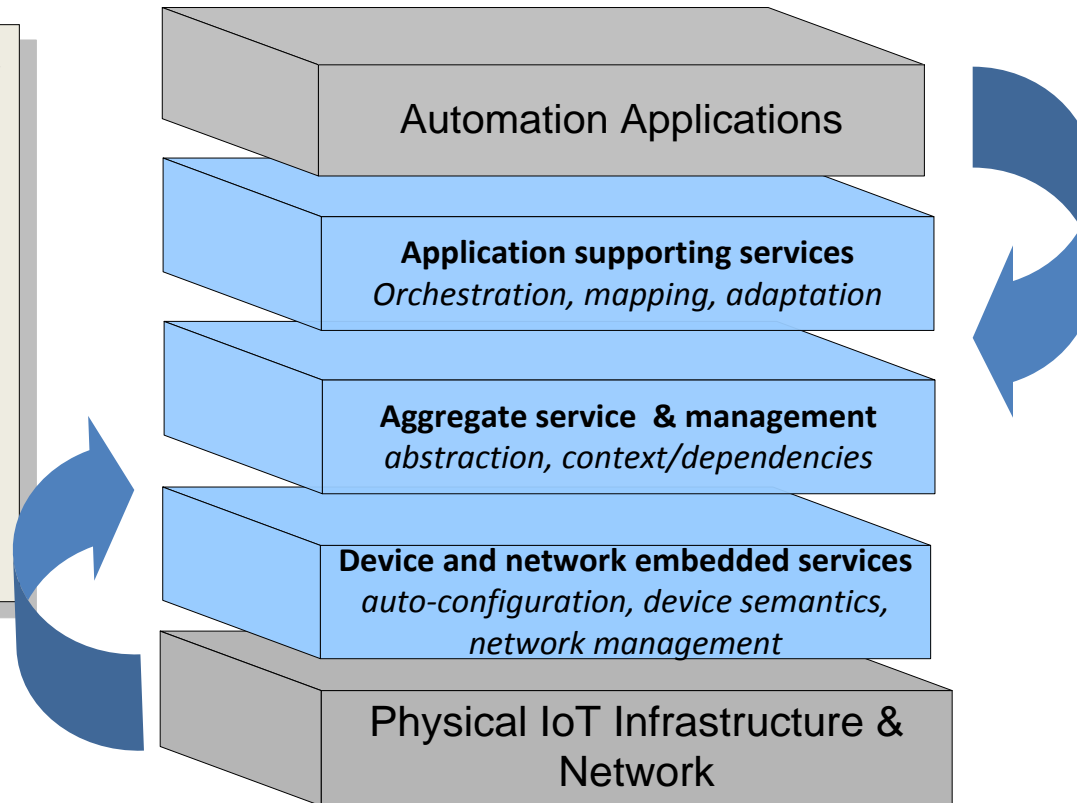 Automation Applications
Application supporting services
Orchestration, mapping, adaptation
Aggregate service  & management
abstraction, context/dependencies
Device and network embedded services
auto-configuration, device semantics,
network management
Physical IoT Infrastructure &
Network